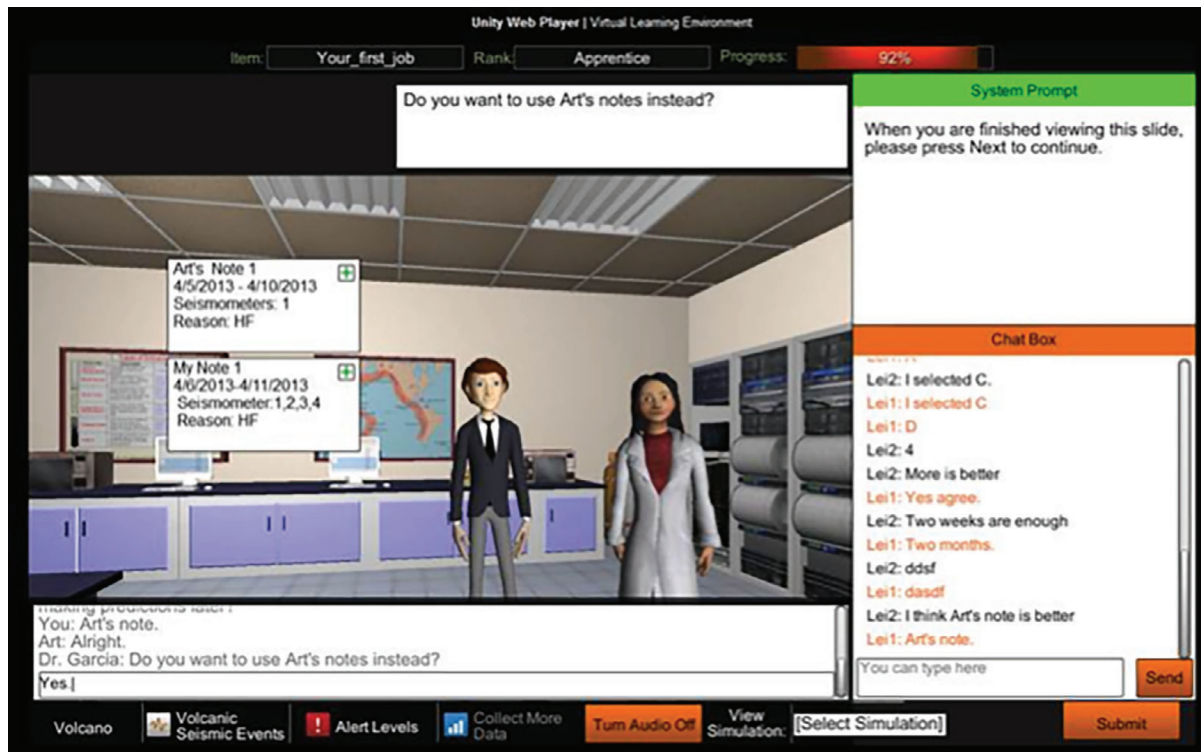 Unity Web Player | Virtual Learning Environment
Item: Your_first_job Rank: Apprentice Progress: 92%
Do you want to use Art's notes instead?
System Prompt
When you are finished viewing this slide,
please press Next to continue.
Art's Note 1
4/5/2013 - 4/10/2013
Seismometers: 1
Reason: HF
My Note 1
4/6/2013-4/11/2013
Seismometer:1,2,3,4
Reason: HF
Chat Box
Lei2: I selected C.
Lei1: I selected C
Lei1: D
Lei2: 4
Lei2: More is better
Lei1: Yes agree.
Lei2: Two weeks are enough
Lei1: Two months.
Lei2: ddsf
Lei1: dasdf
Lei2: I think Art's note is better
Lei1: Art's note.
You can type here
Send
making predictions later?
You: Art's note.
Art: Alright.
Dr. Garcia: Do you want to use Art's notes instead?
Yes.
Volcano
Volcanic
Seismic Events
Alert Levels
Collect More
Data
Turn Audio Off
View
Simulation:
[Select Simulation]
Submit